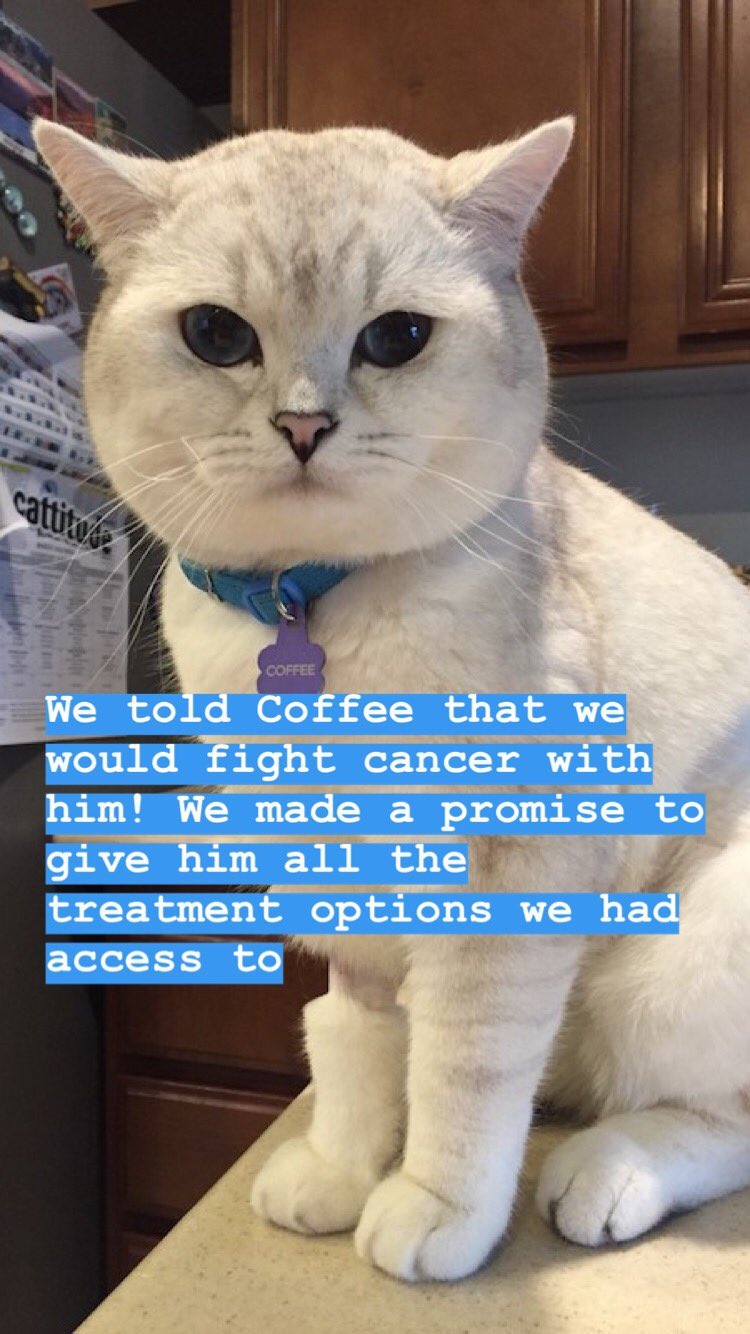 cattitude
COFFEE
We told Coffee that we
would fight cancer with
him! We made a promise to
give him all the
treatment options we had
access to